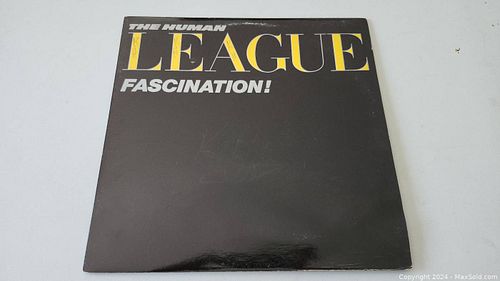 THE HUMAN
LEAGUE
FASCINATION!
Copyright 2024 - MaxSold.com